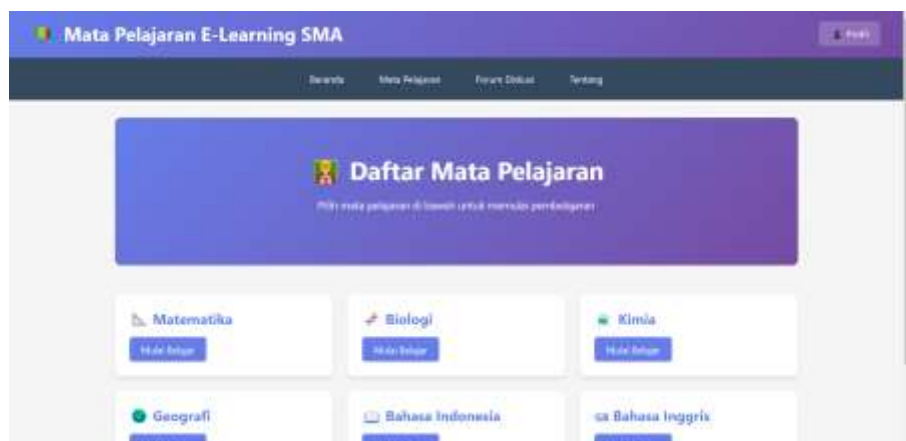 Mata Pelajaran E-Learning SMA
Profil
Beranda Mata Pelajaran Forum Diskusi Tentang
Daftar Mata Pelajaran
Pilih mata pelajaran di bawah untuk memulai pembelajaran
Matematika Biologi Kimia
Mulai Belajar Mulai Belajar Mulai Belajar
Geografi Bahasa Indonesia GB Bahasa Inggris